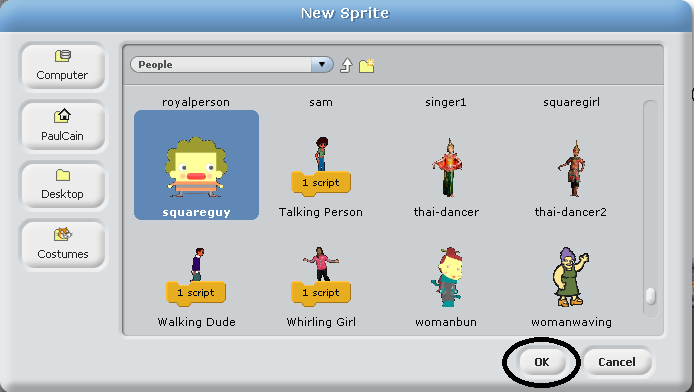 New Sprite
Computer
PaulCain
Desktop
Costumes
People
royalperson sam singer1 squaregirl
1 script
squareguy Talking Person thai-dancer thai-dancer2
1 script 1 script
Walking Dude Whirling Girl womanbun womanwaving
OK Cancel